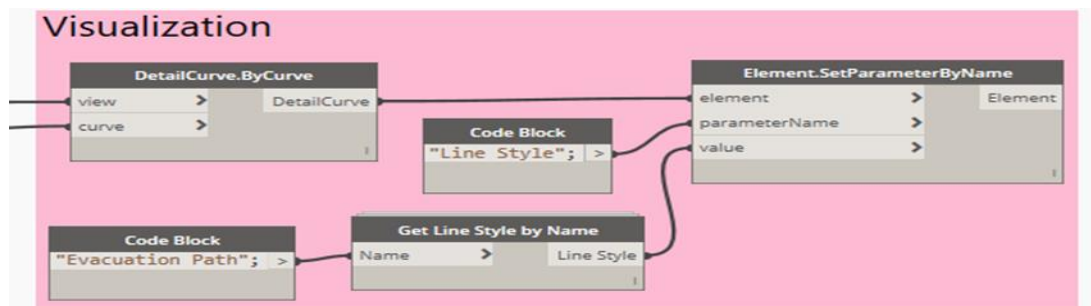 Visualization
DetailCurve.ByCurve
view > DetailCurve
curve >
Code Block
"Line Style"; >
Element.SetParameterByName
element > Element
parameterName >
value >
Code Block
"Evacuation Path"; >
Get Line Style by Name
Name > Line Style